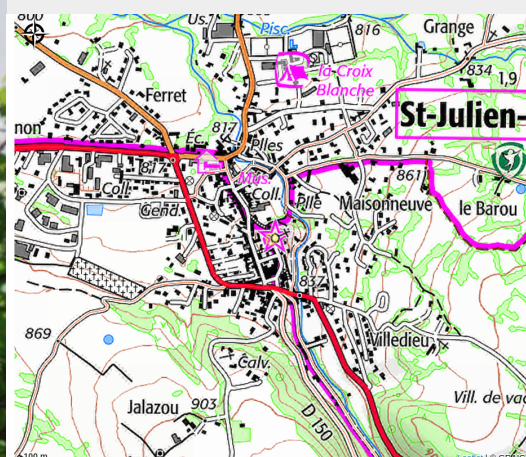 800
Us.
Pisc.
816
Grange
834
1,9
la Croix
Blanche
Ferret
817
Éc.
Plles
St-Julien-
non
817
Mus.
Coll.
Coll.
Plle
Gend.
Maisonneuve
861
le Barou
837
869
Villedieu
Calv.
Vill. de vac
Jalazou
903
D 150
100 m